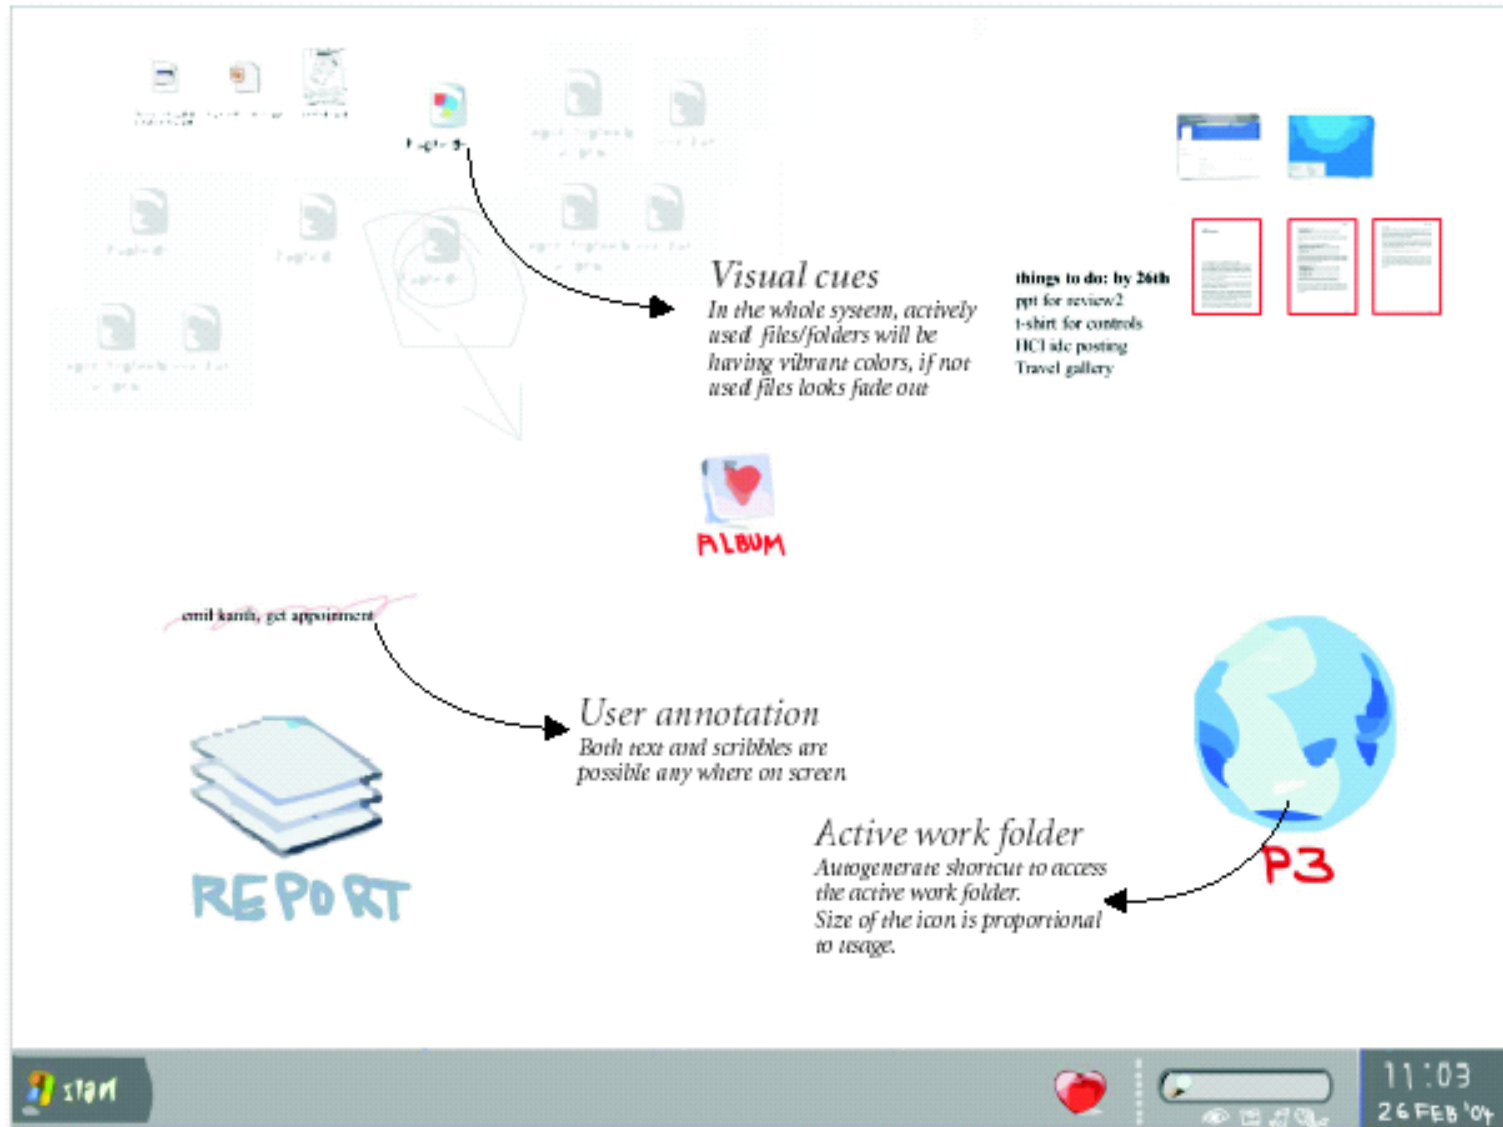 Visual cues
In the whole system, actively
used files/folders will be
having vibrant colors, if not
used files looks fade out
things to do: by 26th
ppt for review2
t-shirt for controls
HCI idc posting
Travel gallery
ALBUM
emil kanth, get appoinment
User annotation
Both text and scribbles are
possible any where on screen
REPORT
Active work folder
Autogenerate shortcut to access
the active work folder.
Size of the icon is proportional
to usage.
P3
start
11:03
26 FEB '04